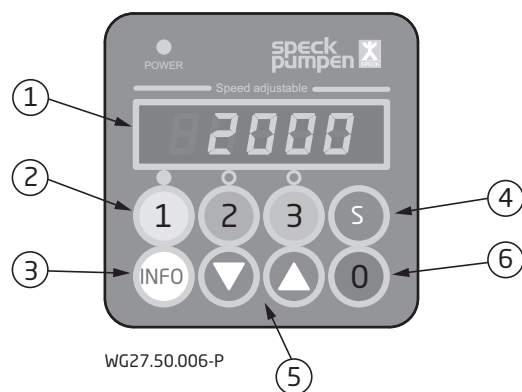 POWER
speck
pumpen
SPECK
Speed adjustable
1
2000
2
1 2 3 S
4
3
INFO 0
6
5
WG27.50.006-P